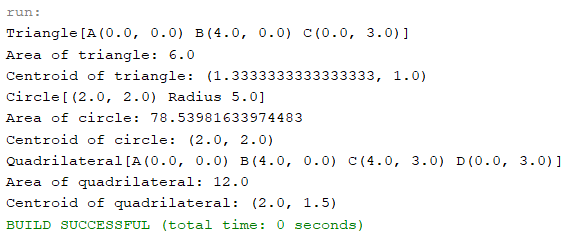 run:
Triangle[A(0.0, 0.0) B(4.0, 0.0) C(0.0, 3.0)]
Area of triangle: 6.0
Centroid of triangle: (1.3333333333333333, 1.0)
Circle[(2.0, 2.0) Radius 5.0]
Area of circle: 78.53981633974483
Centroid of circle: (2.0, 2.0)
Quadrilateral[A(0.0, 0.0) B(4.0, 0.0) C(4.0, 3.0) D(0.0, 3.0)]
Area of quadrilateral: 12.0
Centroid of quadrilateral: (2.0, 1.5)
BUILD SUCCESSFUL (total time: 0 seconds)